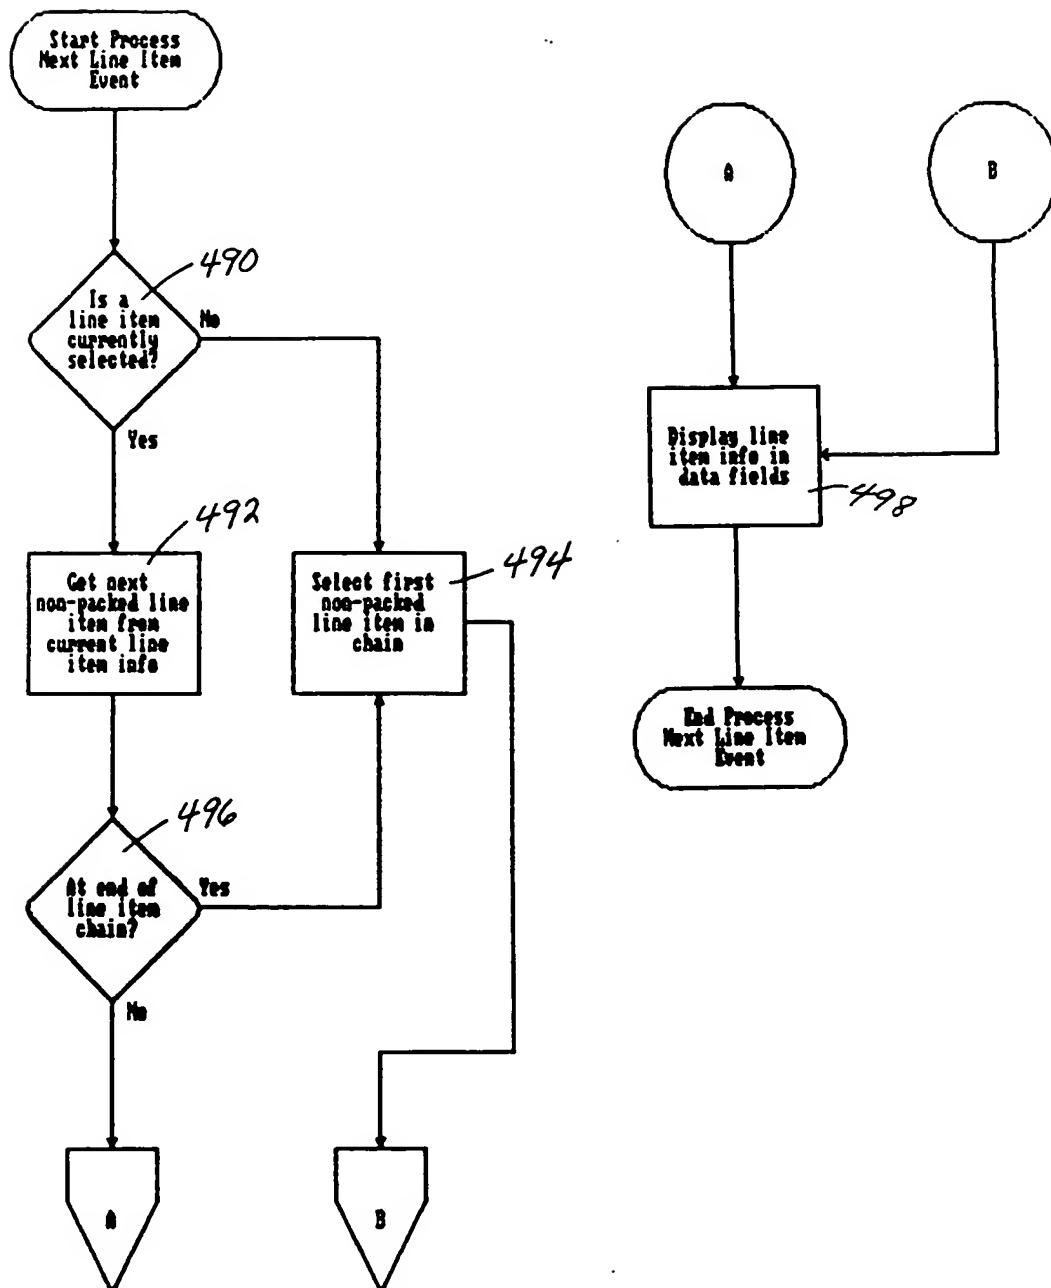 Start Process
Next Line Item
Event
490
Is a
line item
currently
selected?
No
Yes
492
Get next
non-packed line
item from
current line
item info
494
Select first
non-packed
line item in
chain
496
At end of
line item
chain?
Yes
No
A
B
A
B
Display line
item info in
data fields
498
End Process
Next Line Item
Event